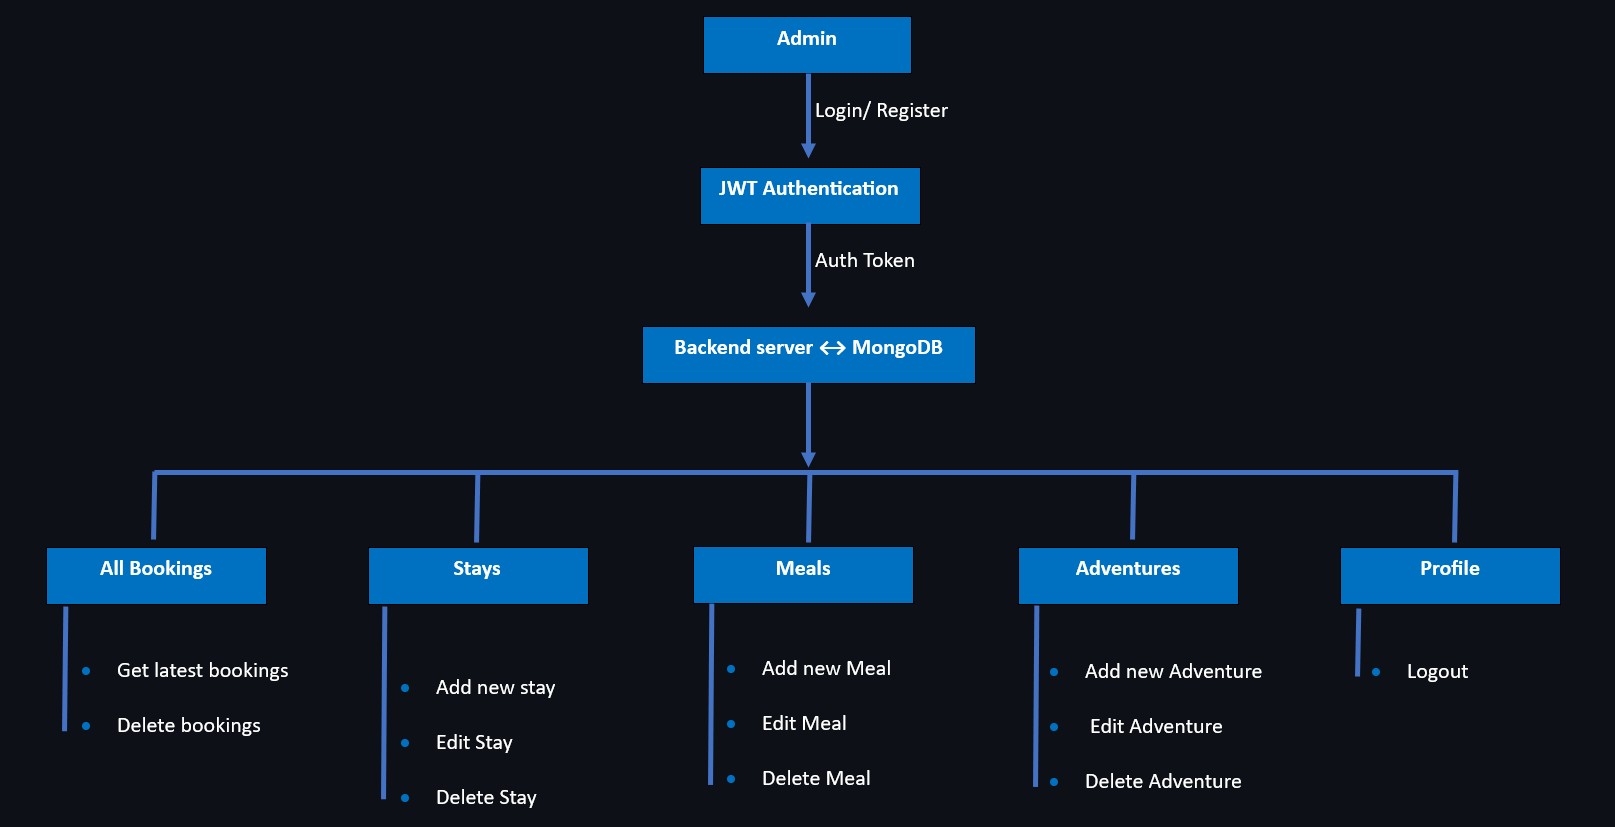 Admin
Login/ Register
JWT Authentication
Auth Token
Backend server ↔ MongoDB
All Bookings
Get latest bookings
Delete bookings
Stays
Add new stay
Edit Stay
Delete Stay
Meals
Add new Meal
Edit Meal
Delete Meal
Adventures
Add new Adventure
Edit Adventure
Delete Adventure
Profile
Logout